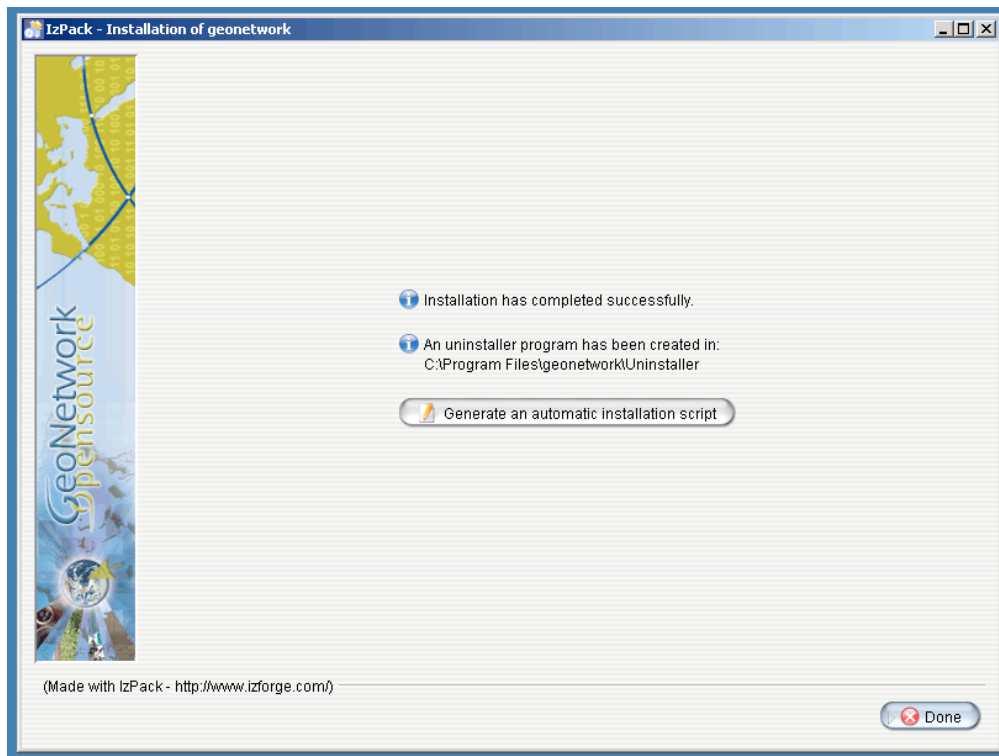 IzPack - Installation of geonetwork
GeoNetwork
Opensource
Installation has completed successfully.
An uninstaller program has been created in:
C:\Program Files\geonetwork\Uninstaller
Generate an automatic installation script
(Made with IzPack - http://www.izforge.com/)
Done